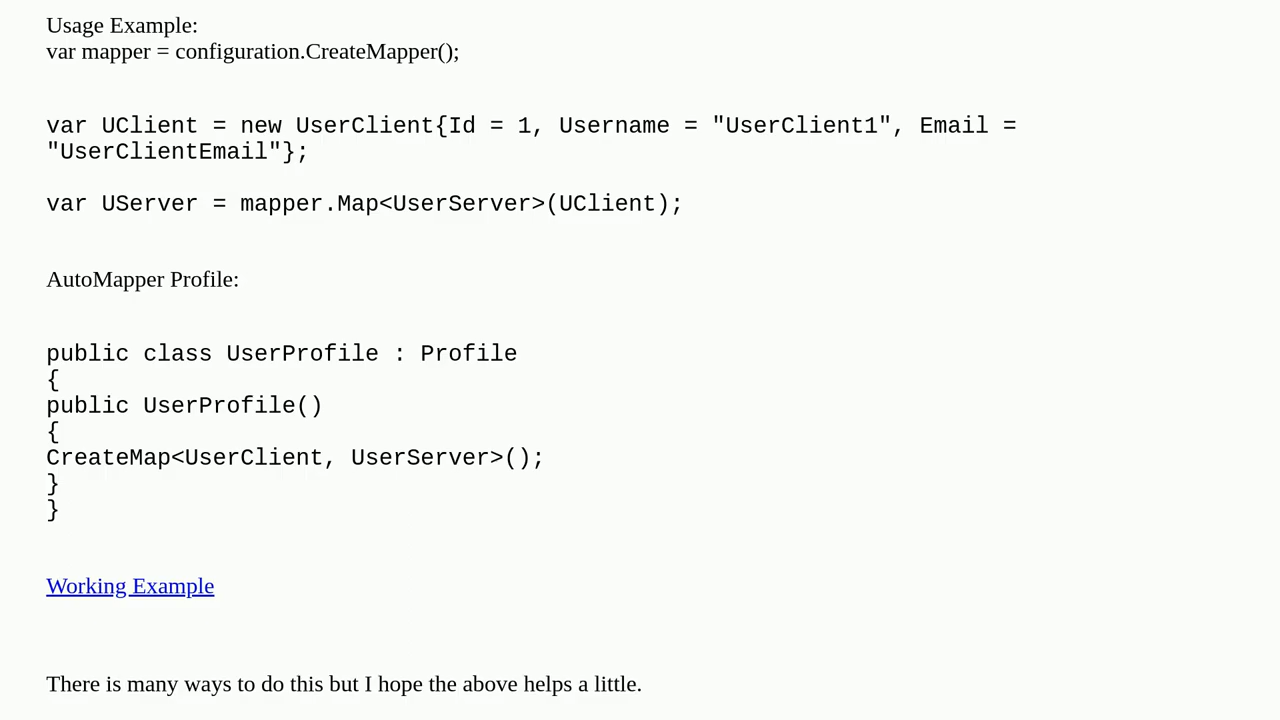 Usage Example:
var mapper = configuration.CreateMapper();
var UClient = new UserClient{Id = 1, Username = "UserClient1", Email =
"UserClientEmail"};
var UServer = mapper.Map<UserServer>(UClient);
AutoMapper Profile:
public class UserProfile : Profile
{
public UserProfile()
{
CreateMap<UserClient, UserServer>();
}
}
Working Example
There is many ways to do this but I hope the above helps a little.